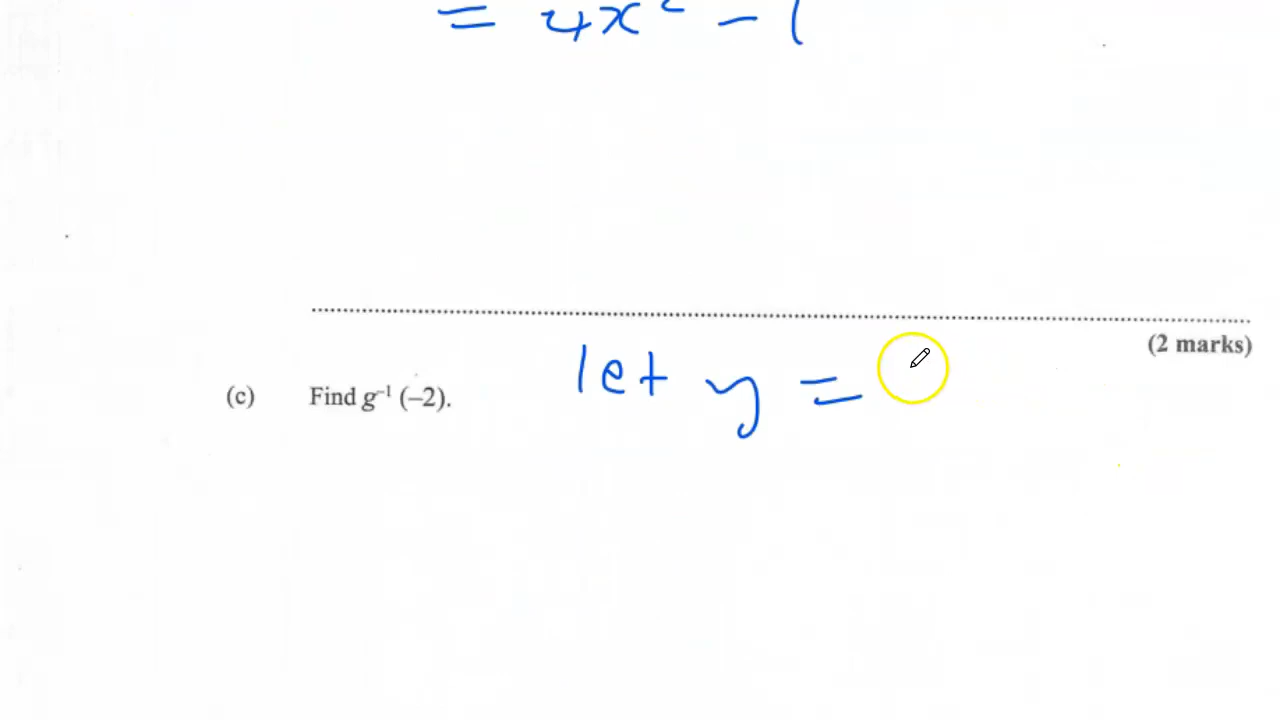 = 4x² - 1
(2 marks)
(c) Find g⁻¹ (–2). let y =